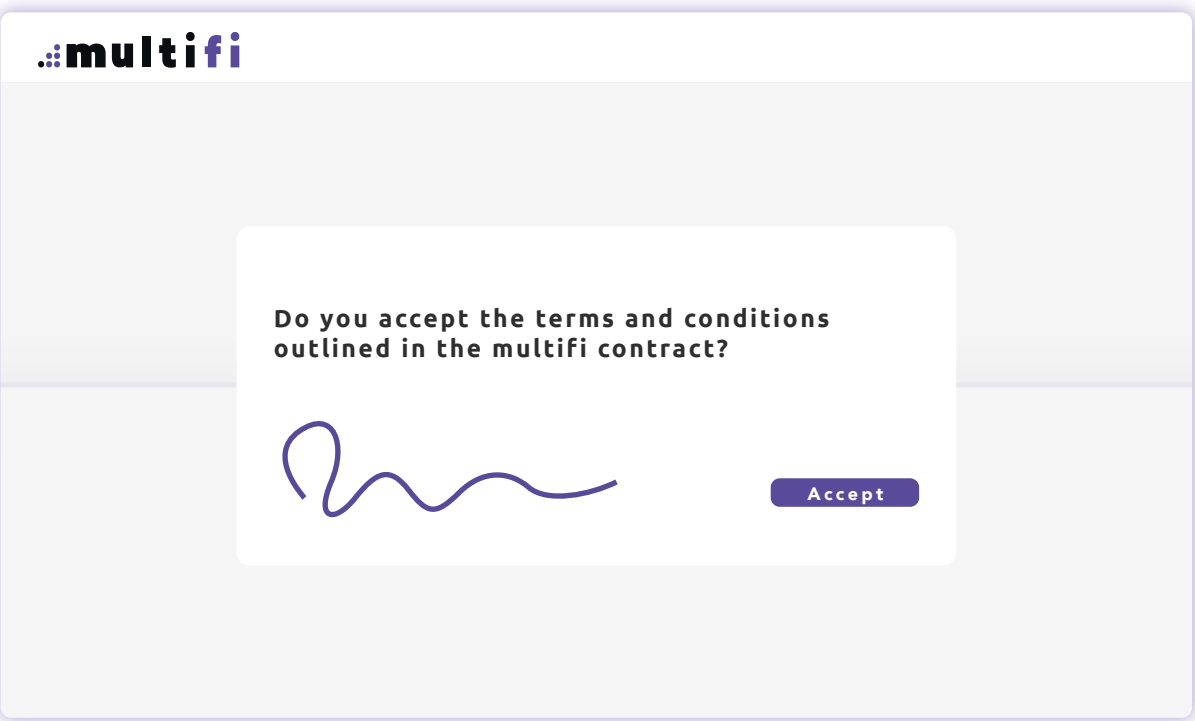 multifi
Do you accept the terms and conditions
outlined in the multifi contract?
Accept